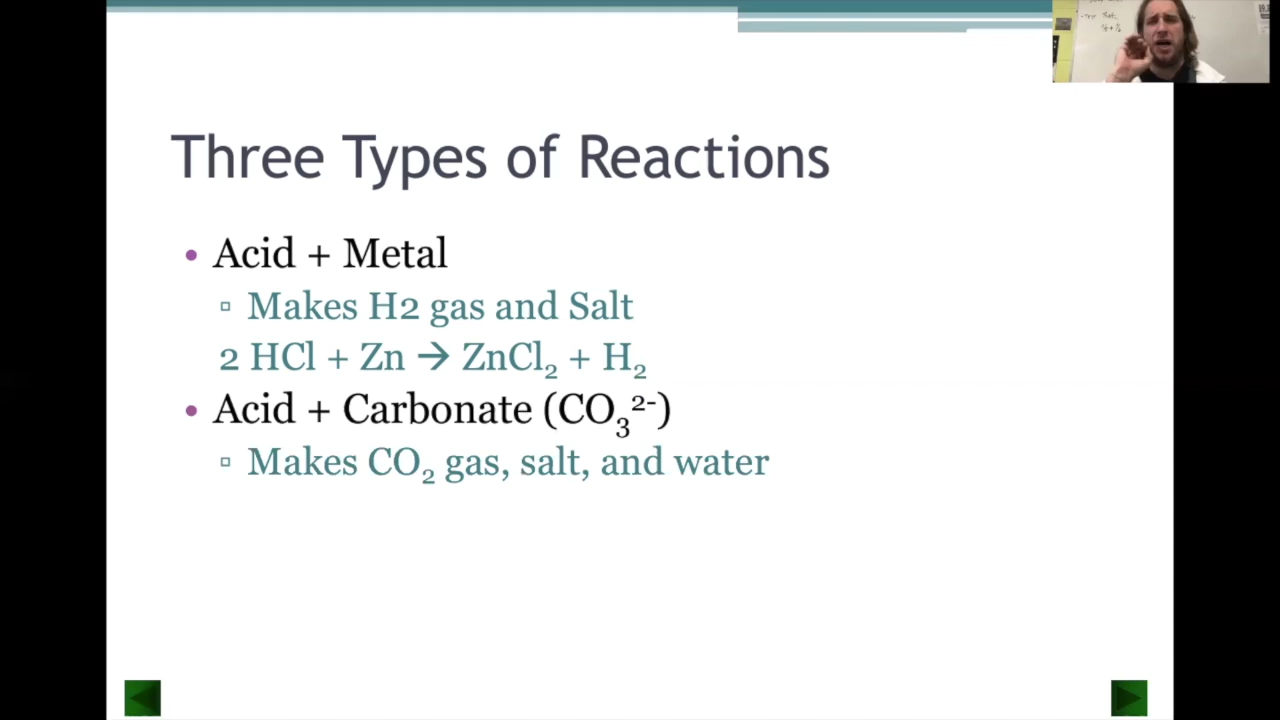 Three Types of Reactions
• Acid + Metal
▫ Makes H2 gas and Salt
2 HCl + Zn → ZnCl₂ + H₂
• Acid + Carbonate (CO₃²⁻)
▫ Makes CO₂ gas, salt, and water